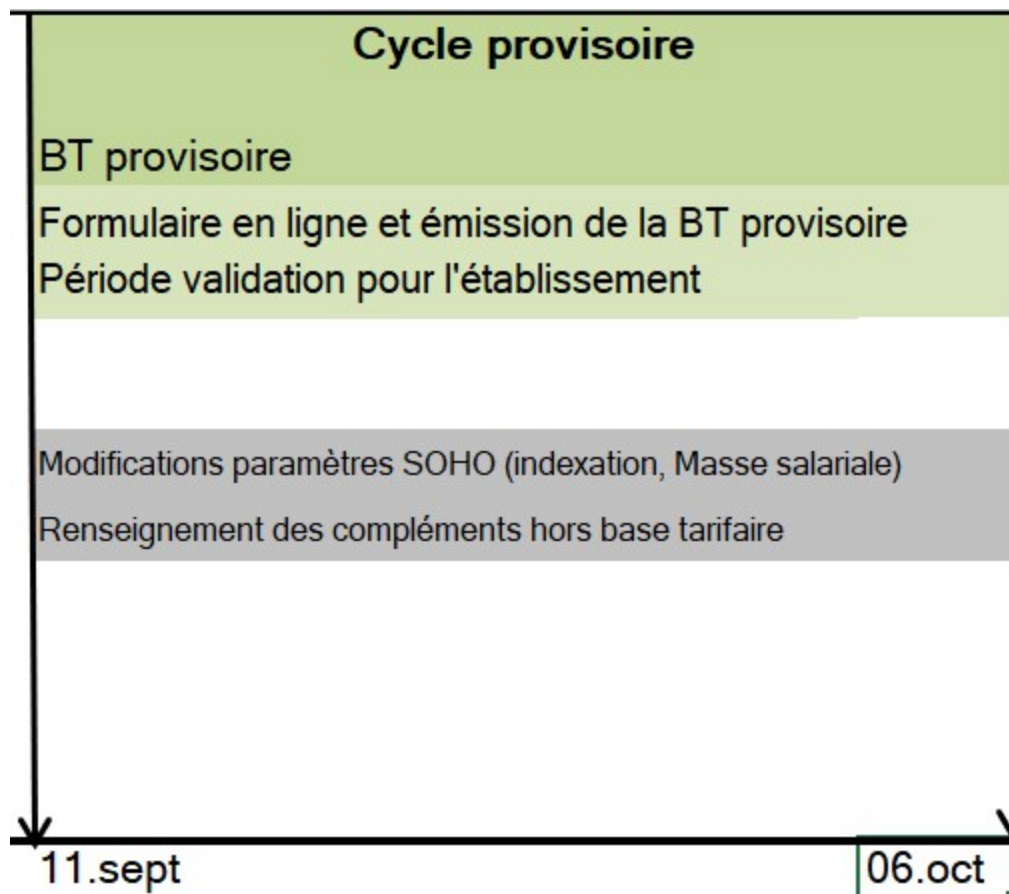 Cycle provisoire
BT provisoire
Formulaire en ligne et émission de la BT provisoire
Période validation pour l'établissement
Modifications paramètres SOHO (indexation, Masse salariale)
Renseignement des compléments hors base tarifaire
11.sept
06.oct